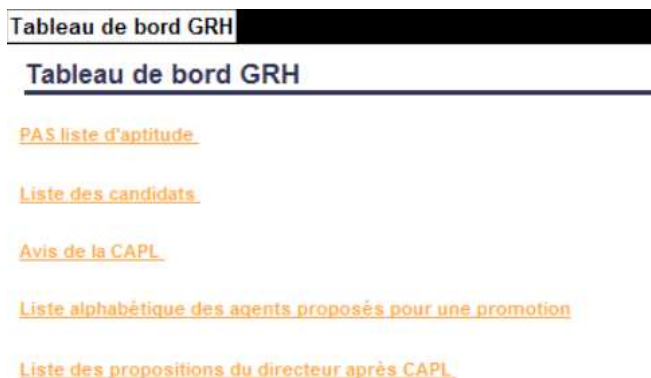 Tableau de bord GRH
Tableau de bord GRH
PAS liste d'aptitude
Liste des candidats
Avis de la CAPL
Liste alphabétique des agents proposés pour une promotion
Liste des propositions du directeur après CAPL